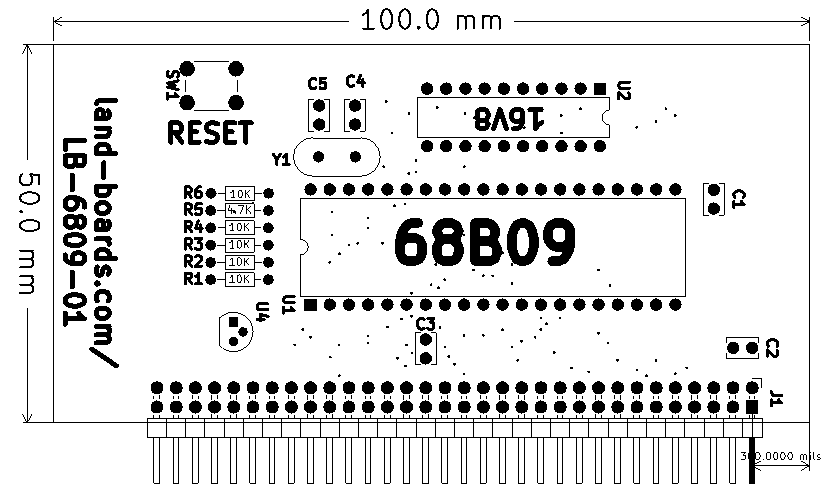 100.0 mm
50.0 mm
land-boards.com/
LB-6809-01
SW1
RESET
C5
C4
Y1
16V8
U2
R6
10K
R5
4.7K
R4
10K
R3
10K
R2
10K
R1
10K
68B09
U1
C1
U4
C3
C2
J1
300.0000 mils